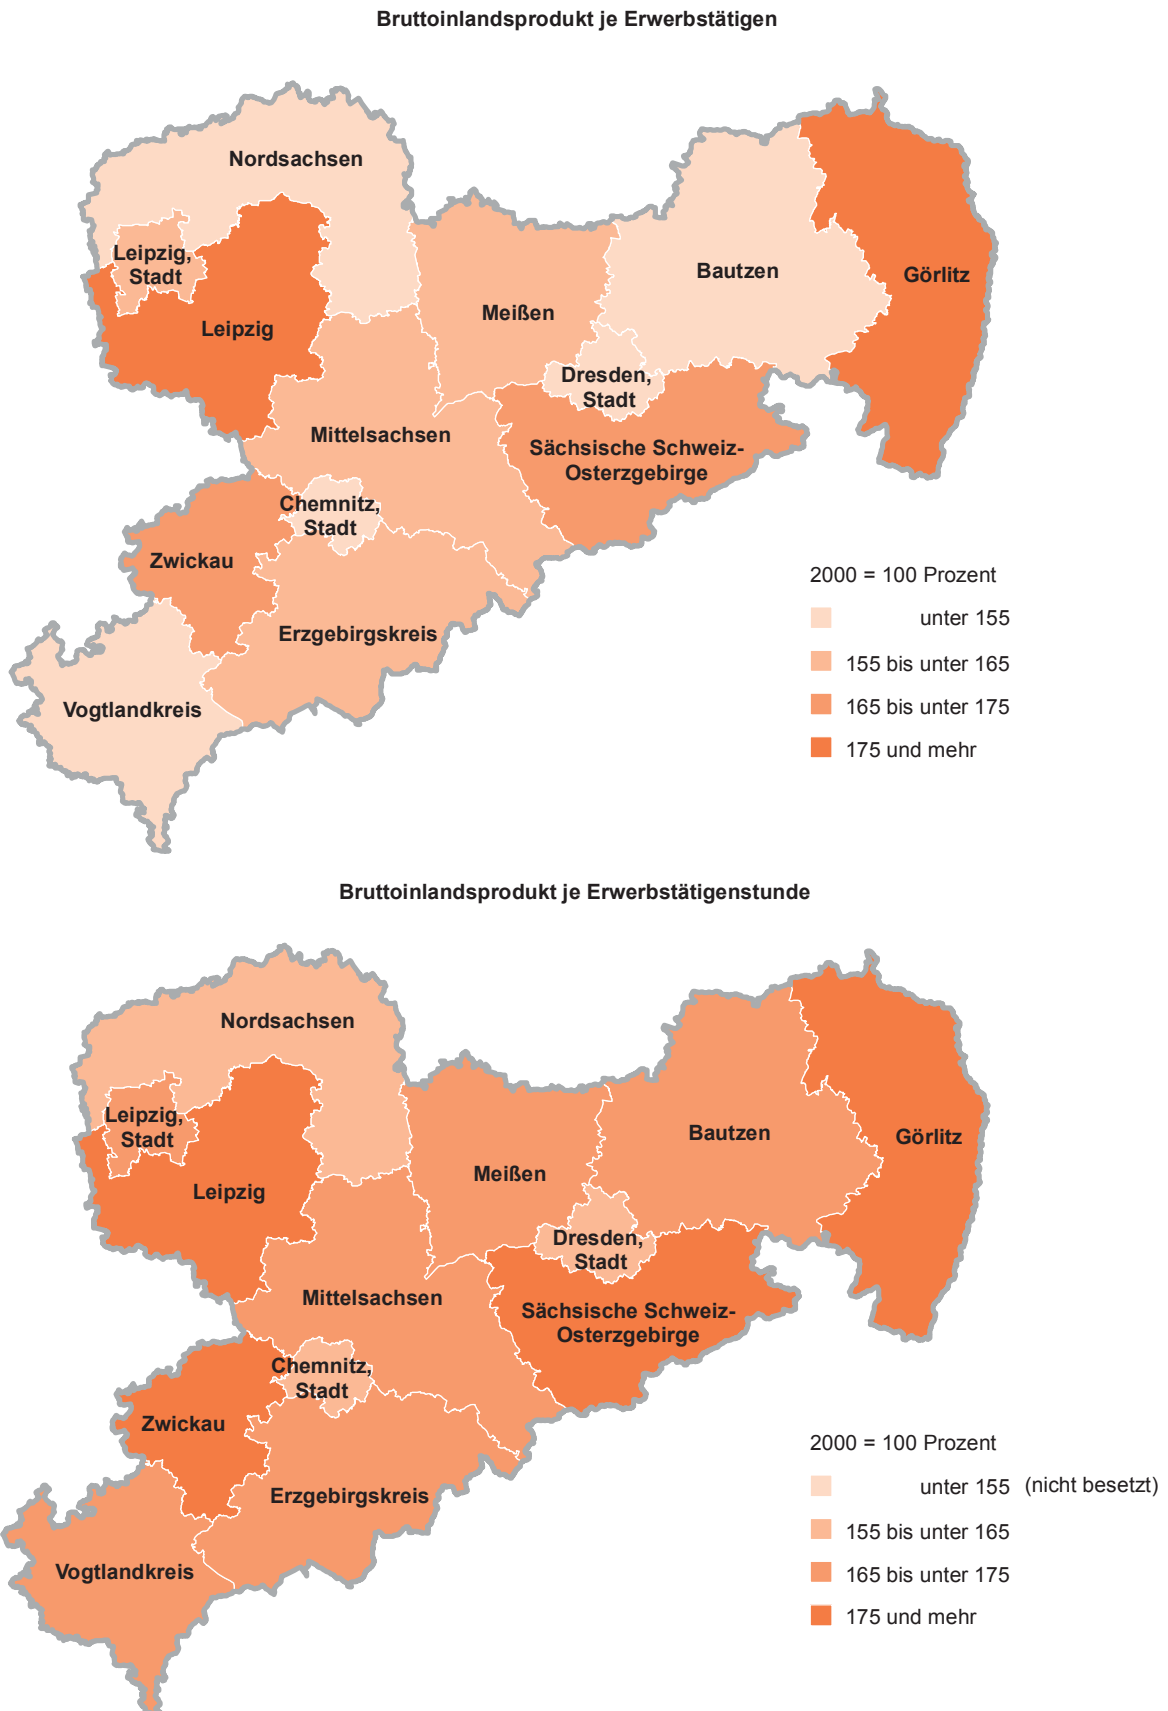 Bruttoinlandsprodukt je Erwerbstätigen
Nordsachsen
Leipzig,
Stadt
Leipzig
Meißen
Bautzen
Görlitz
Dresden,
Stadt
Mittelsachsen
Sächsische Schweiz-
Osterzgebirge
Chemnitz,
Stadt
Zwickau
Erzgebirgskreis
Vogtlandkreis
2000 = 100 Prozent
unter 155
155 bis unter 165
165 bis unter 175
175 und mehr
Bruttoinlandsprodukt je Erwerbstätigenstunde
Nordsachsen
Leipzig,
Stadt
Leipzig
Meißen
Bautzen
Görlitz
Dresden,
Stadt
Mittelsachsen
Sächsische Schweiz-
Osterzgebirge
Chemnitz,
Stadt
Zwickau
Erzgebirgskreis
Vogtlandkreis
2000 = 100 Prozent
unter 155 (nicht besetzt)
155 bis unter 165
165 bis unter 175
175 und mehr